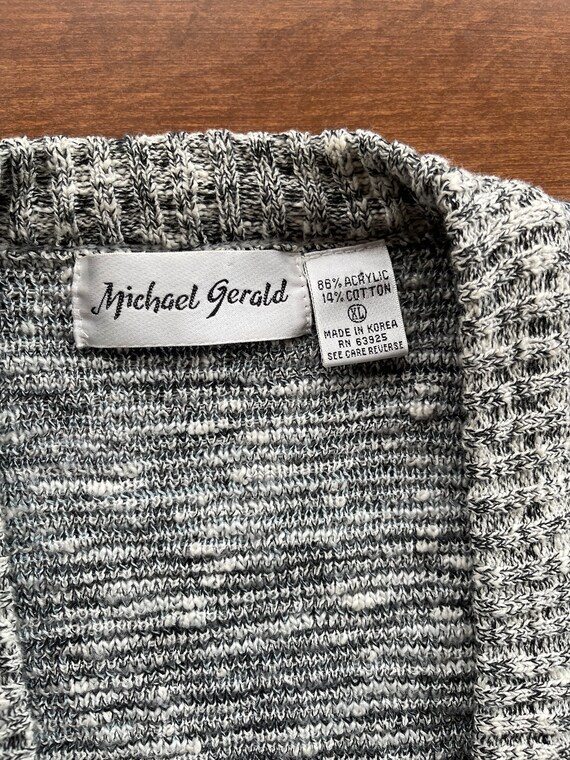 Michael Gerald
86% ACRYLIC
14% COTTON
XL
MADE IN KOREA
RN 63925
SEE CARE REVERSE